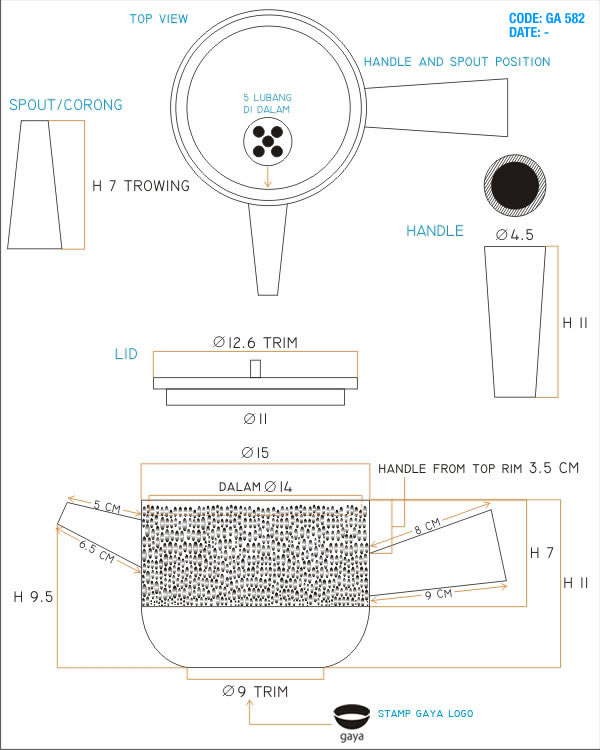 TOP VIEW
CODE: GA 582
DATE: -
HANDLE AND SPOUT POSITION
5 LUBANG
DI DALAM
SPOUT/CORONG
H 7 TROWING
HANDLE
Ø4.5
H 11
LID
Ø12.6 TRIM
Ø11
Ø15
HANDLE FROM TOP RIM 3.5 CM
DALAM Ø14
5 CM
6.5 CM
8 CM
9 CM
H 7
H 11
H 9.5
Ø9 TRIM
STAMP GAYA LOGO
gaya